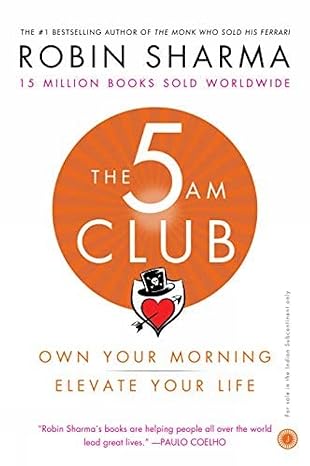 THE #1 BESTSELLING AUTHOR OF THE MONK WHO SOLD HIS FERRARI
ROBIN SHARMA
15 MILLION BOOKS SOLD WORLDWIDE
THE 5 AM
CLUB
OWN YOUR MORNING
ELEVATE YOUR LIFE
"Robin Sharma's books are helping people all over the world
lead great lives." —PAULO COELHO
For sale in the Indian Subcontinent only
J